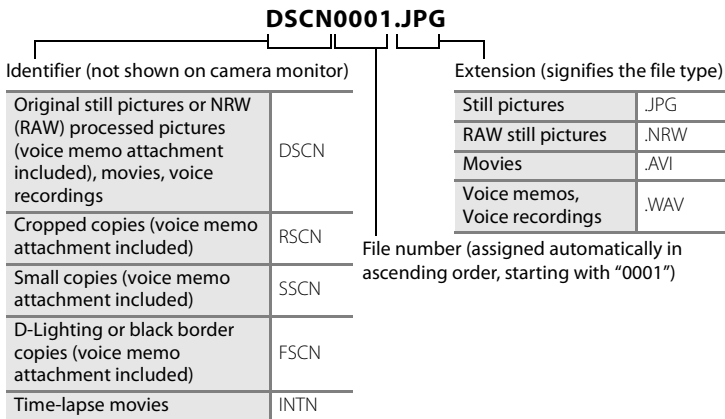 DSCN0001.JPG
Identifier (not shown on camera monitor)
Original still pictures or NRW
(RAW) processed pictures
(voice memo attachment
included), movies, voice
recordings
DSCN
Cropped copies (voice memo
attachment included)
RSCN
Small copies (voice memo
attachment included)
SSCN
D-Lighting or black border
copies (voice memo
attachment included)
FSCN
Time-lapse movies
INTN
Extension (signifies the file type)
Still pictures
.JPG
RAW still pictures
.NRW
Movies
.AVI
Voice memos,
Voice recordings
.WAV
File number (assigned automatically in
ascending order, starting with “0001”)